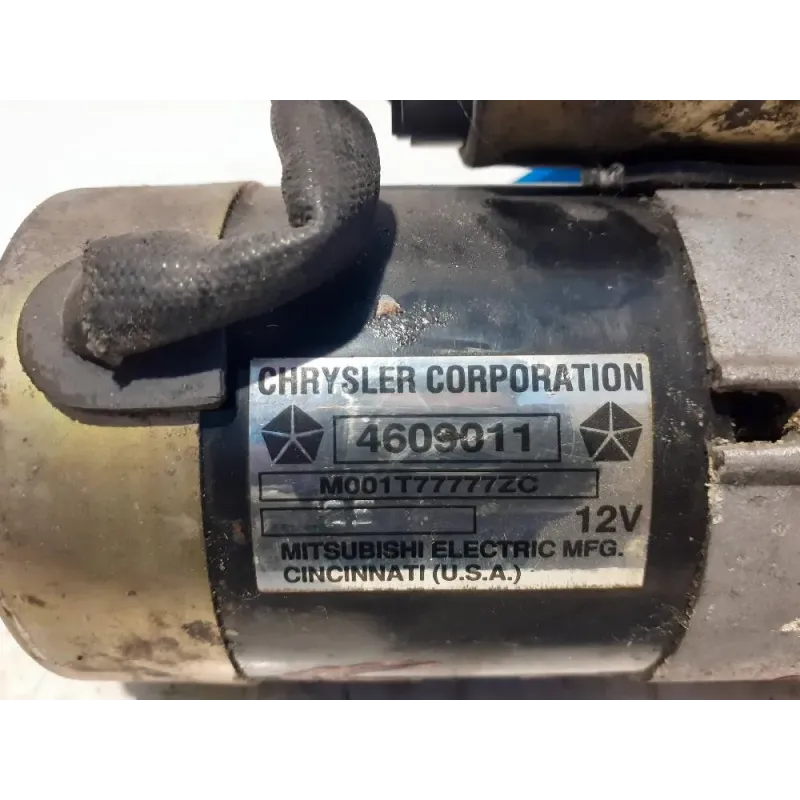 CHRYSLER CORPORATION
4609011
M001T77777ZC
12V
MITSUBISHI ELECTRIC MFG.
CINCINNATI (U.S.A.)